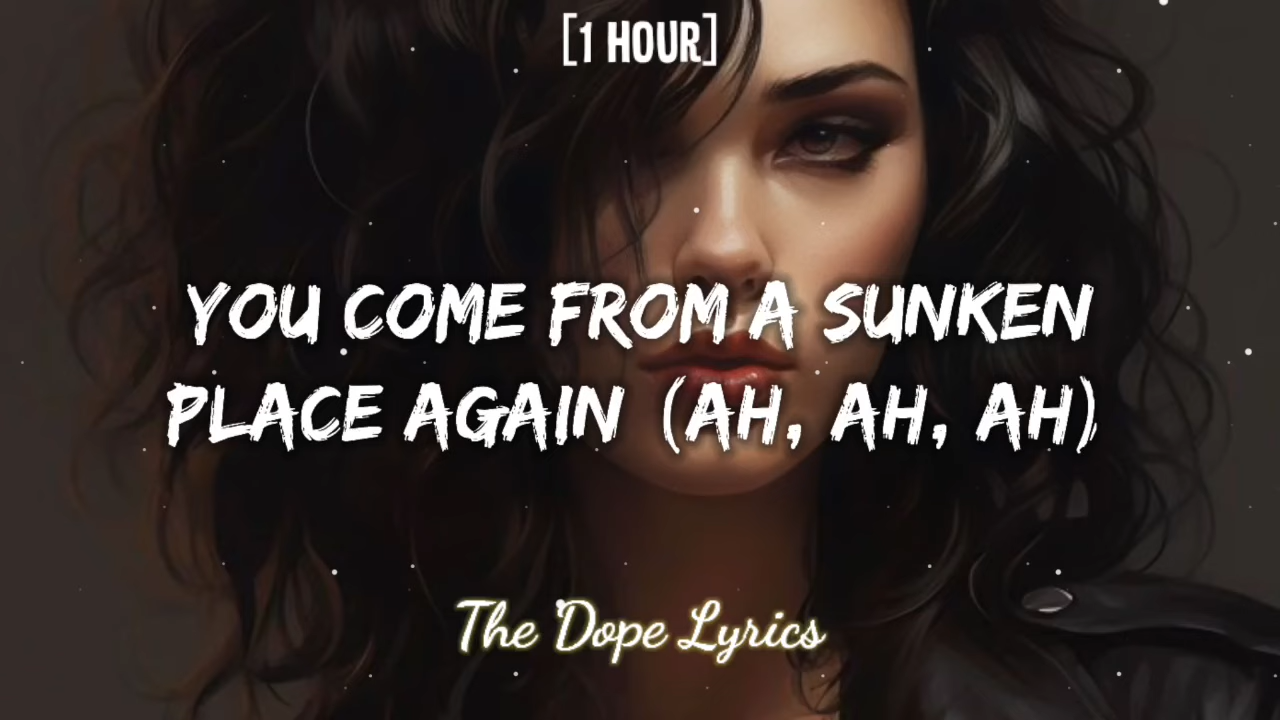 [1 HOUR]
YOU COME FROM A SUNKEN
PLACE AGAIN (AH, AH, AH)
The Dope Lyrics